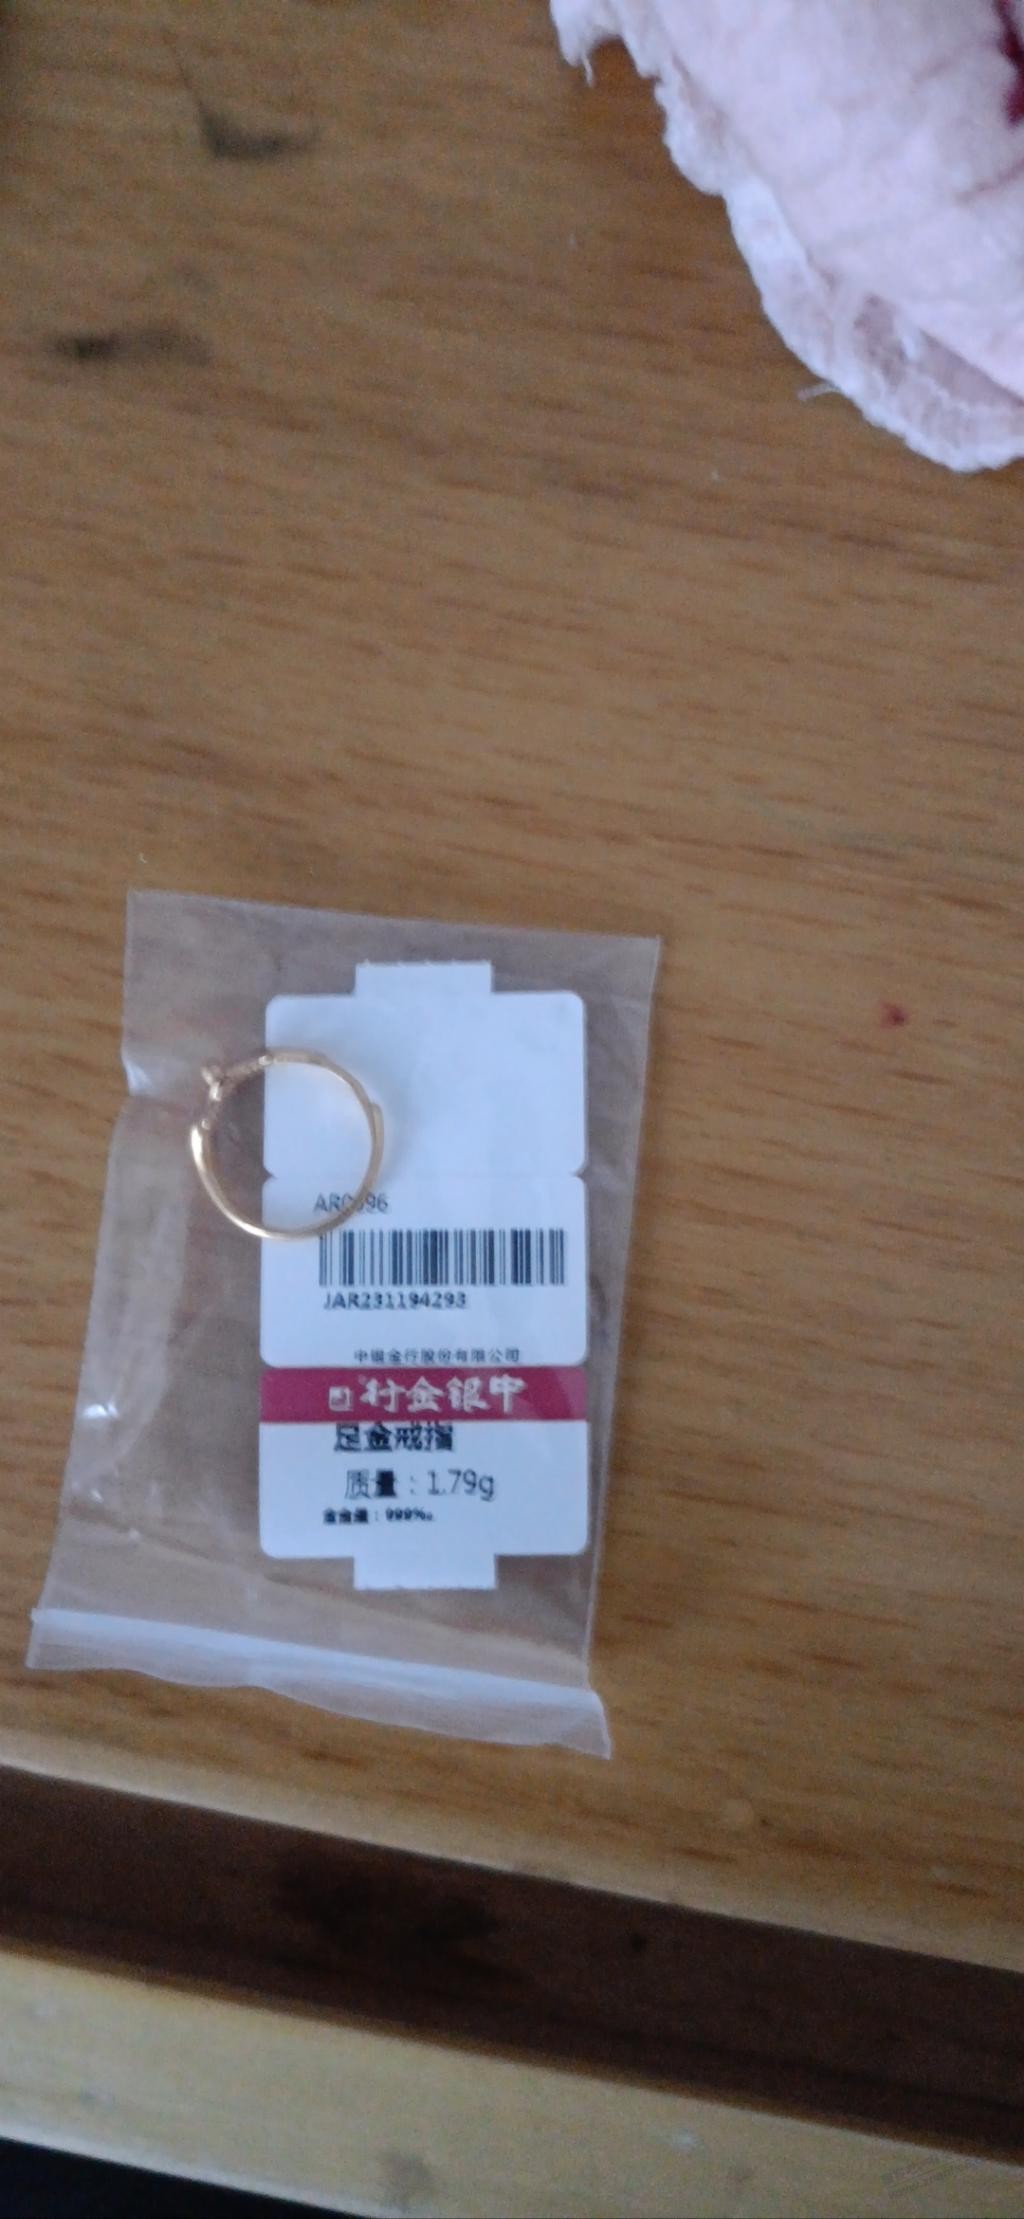 JAR231194293
中银金行股份有限公司
行金银中
足金戒指
质量：1.79g
含金量：999‰